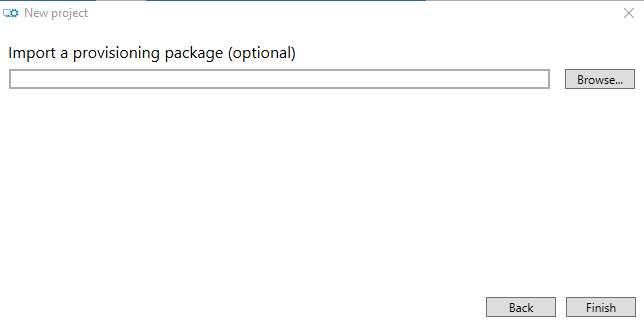 New project
Import a provisioning package (optional)
Browse...
Back
Finish